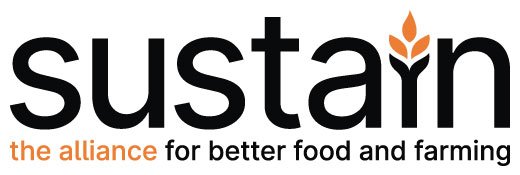 sustain
the alliance for better food and farming